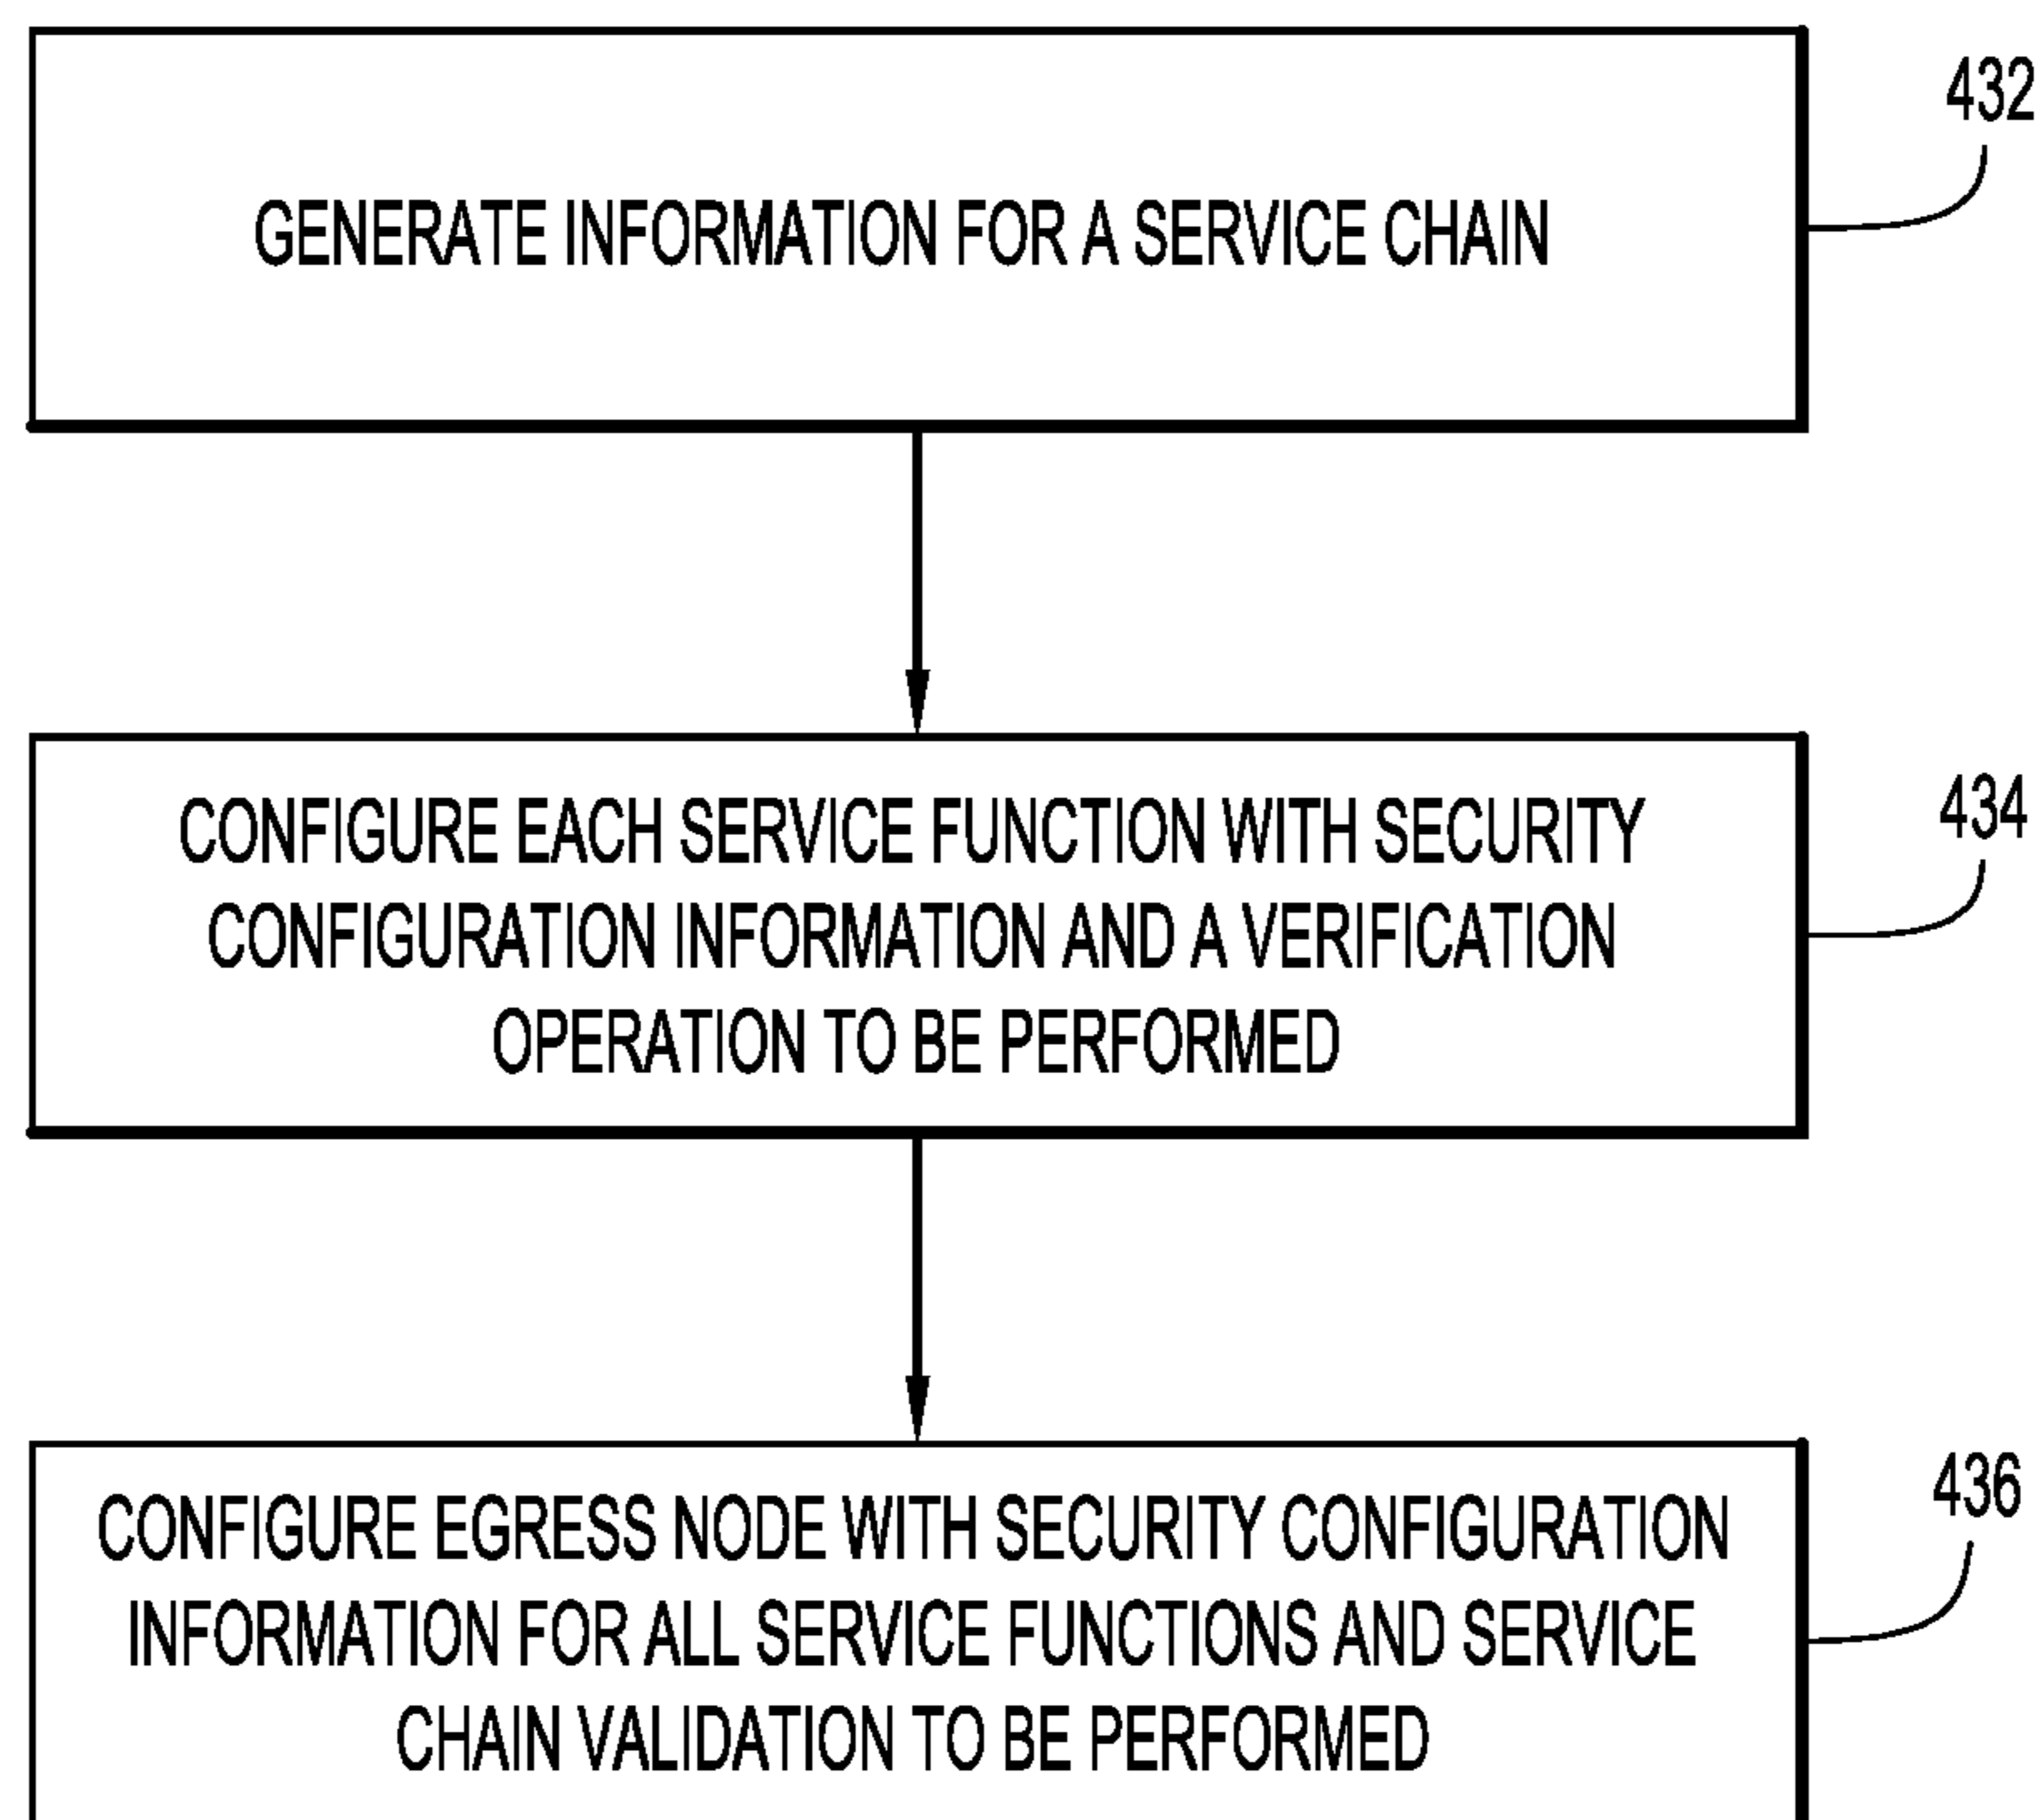 432
GENERATE INFORMATION FOR A SERVICE CHAIN
CONFIGURE EACH SERVICE FUNCTION WITH SECURITY
CONFIGURATION INFORMATION AND A VERIFICATION
OPERATION TO BE PERFORMED
434
CONFIGURE EGRESS NODE WITH SECURITY CONFIGURATION
INFORMATION FOR ALL SERVICE FUNCTIONS AND SERVICE
CHAIN VALIDATION TO BE PERFORMED
436